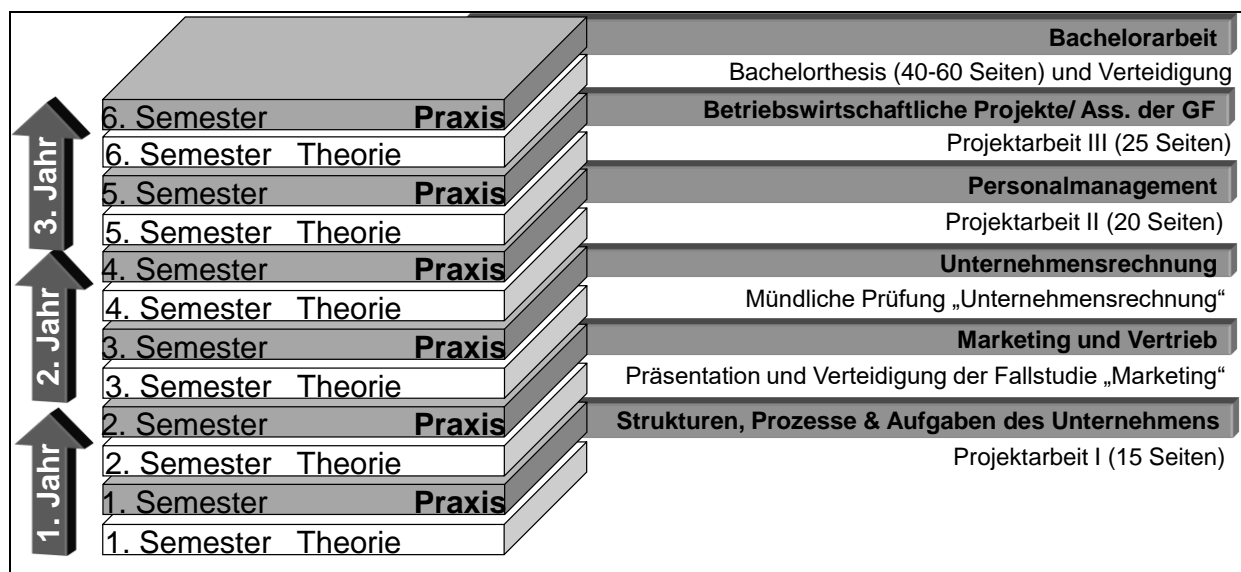 Bachelorarbeit
Bachelorthesis (40-60 Seiten) und Verteidigung
6. Semester Praxis
Betriebswirtschaftliche Projekte/ Ass. der GF
6. Semester Theorie
Projektarbeit III (25 Seiten)
5. Semester Praxis
Personalmanagement
5. Semester Theorie
Projektarbeit II (20 Seiten)
3. Jahr
4. Semester Praxis
Unternehmensrechnung
4. Semester Theorie
Mündliche Prüfung „Unternehmensrechnung“
3. Semester Praxis
Marketing und Vertrieb
3. Semester Theorie
Präsentation und Verteidigung der Fallstudie „Marketing“
2. Jahr
2. Semester Praxis
Strukturen, Prozesse & Aufgaben des Unternehmens
2. Semester Theorie
Projektarbeit I (15 Seiten)
1. Semester Praxis
1. Semester Theorie
1. Jahr